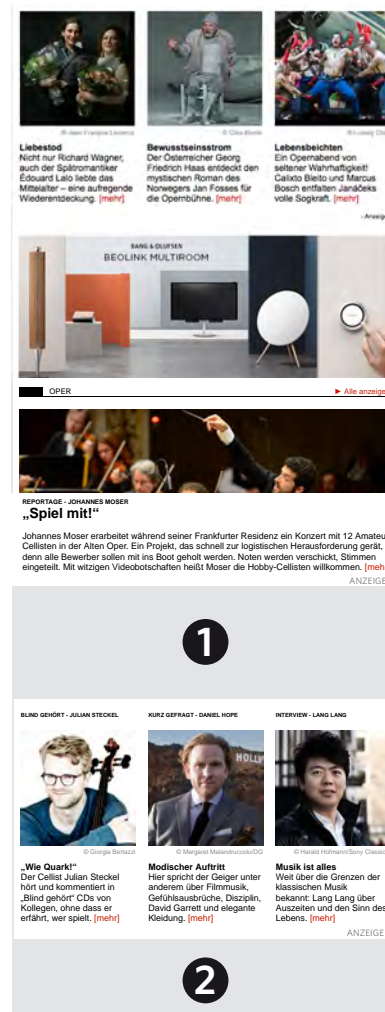 © Jean-François Leclercq
Liebestod
Nicht nur Richard Wagner,
auch der Spätromantiker
Édouard Lalo liebte das
Mittelalter – eine aufregende
Wiederentdeckung. [mehr]
Bewusstseinsstrom
Der Österreicher Georg
Friedrich Haas entdeckt den
mystischen Roman des
Norwegers Jan Fosses für
die Opernbühne. [mehr]
Lebensbeichten
Ein Opernabend von
seltener Wahrhaftigkeit!
Calixto Bieito und Marcus
Bosch entfalten Janáčeks
volle Sogkraft. [mehr]
- Anzeige
BANG & OLUFSEN
BEOLINK MULTIROOM
OPER
► Alle anzeige
REPORTAGE - JOHANNES MOSER
„Spiel mit!“
Johannes Moser erarbeitet während seiner Frankfurter Residenz ein Konzert mit 12 Amateu
Cellisten in der Alten Oper. Ein Projekt, das schnell zur logistischen Herausforderung gerät,
denn alle Bewerber sollen mit ins Boot geholt werden. Noten werden verschickt, Stimmen
eingeteilt. Mit witzigen Videobotschaften heißt Moser die Hobby-Cellisten willkommen. [meh
ANZEIGE
1
BLIND GEHÖRT - JULIAN STECKEL
KURZ GEFRAGT - DANIEL HOPE
INTERVIEW - LANG LANG
HOLLY
© Giorgia Bertazzi
© Margaret Malandruccolo/DG
© Harald Hofmann/Sony Classic
„Wie Quark!“
Der Cellist Julian Steckel
hört und kommentiert in
„Blind gehört“ CDs von
Kollegen, ohne dass er
erfährt, wer spielt. [mehr]
Modischer Auftritt
Hier spricht der Geiger unter
anderem über Filmmusik,
Gefühlsausbrüche, Disziplin,
David Garrett und elegante
Kleidung. [mehr]
Musik ist alles
Weit über die Grenzen der
klassischen Musik
bekannt: Lang Lang über
Auszeiten und den Sinn des
Lebens. [mehr]
ANZEIGE
2